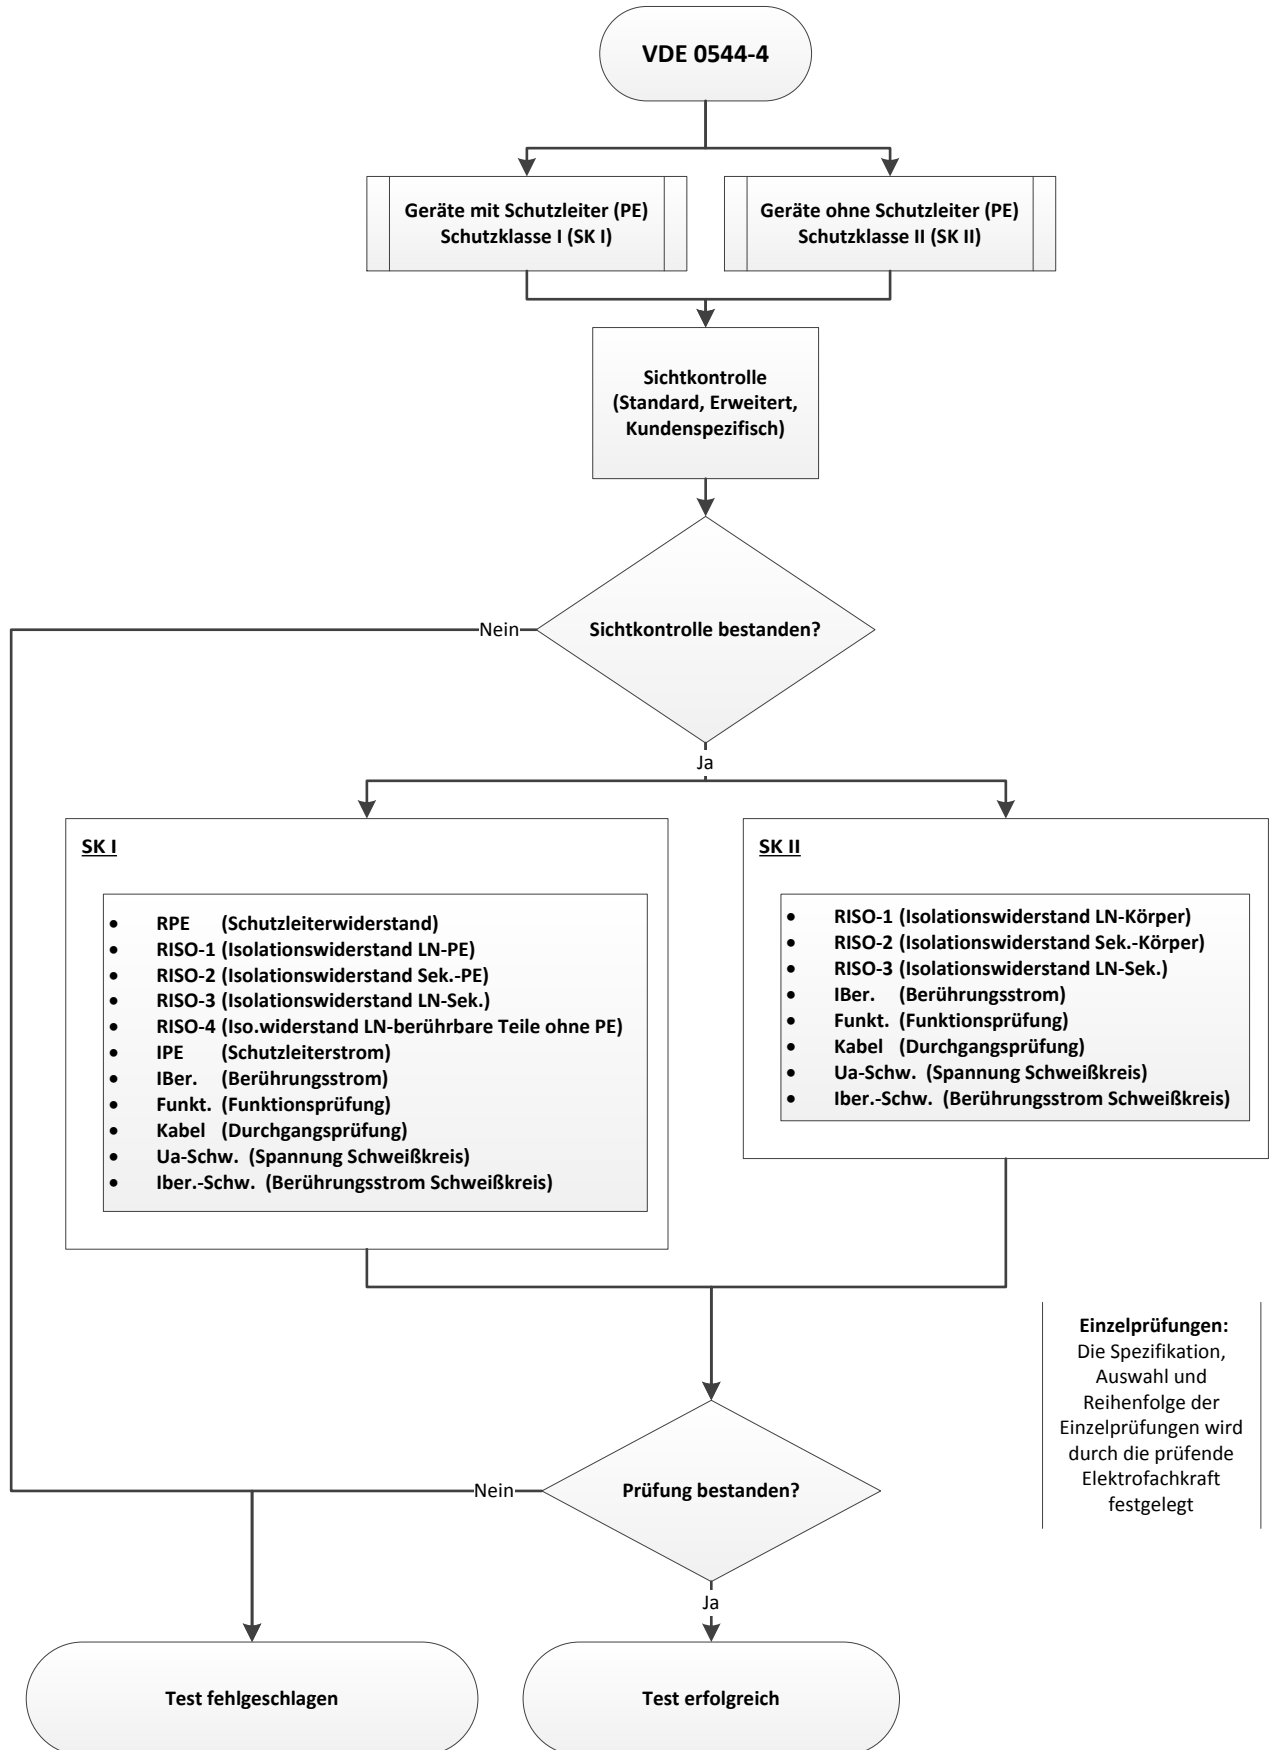 VDE 0544-4
Geräte mit Schutzleiter (PE)
Schutzklasse I (SK I)
Geräte ohne Schutzleiter (PE)
Schutzklasse II (SK II)
Sichtkontrolle
(Standard, Erweitert,
Kundenspezifisch)
Nein
Sichtkontrolle bestanden?
Ja
SK I
• RPE (Schutzleiterwiderstand)
• RISO-1 (Isolationswiderstand LN-PE)
• RISO-2 (Isolationswiderstand Sek.-PE)
• RISO-3 (Isolationswiderstand LN-Sek.)
• RISO-4 (Iso.widerstand LN-berührbare Teile ohne PE)
• IPE (Schutzleiterstrom)
• IBer. (Berührungsstrom)
• Funkt. (Funktionsprüfung)
• Kabel (Durchgangsprüfung)
• Ua-Schw. (Spannung Schweißkreis)
• Iber.-Schw. (Berührungsstrom Schweißkreis)
SK II
• RISO-1 (Isolationswiderstand LN-Körper)
• RISO-2 (Isolationswiderstand Sek.-Körper)
• RISO-3 (Isolationswiderstand LN-Sek.)
• IBer. (Berührungsstrom)
• Funkt. (Funktionsprüfung)
• Kabel (Durchgangsprüfung)
• Ua-Schw. (Spannung Schweißkreis)
• Iber.-Schw. (Berührungsstrom Schweißkreis)
Einzelprüfungen:
Die Spezifikation,
Auswahl und
Reihenfolge der
Einzelprüfungen wird
durch die prüfende
Elektrofachkraft
festgelegt
Nein
Prüfung bestanden?
Ja
Test fehlgeschlagen
Test erfolgreich